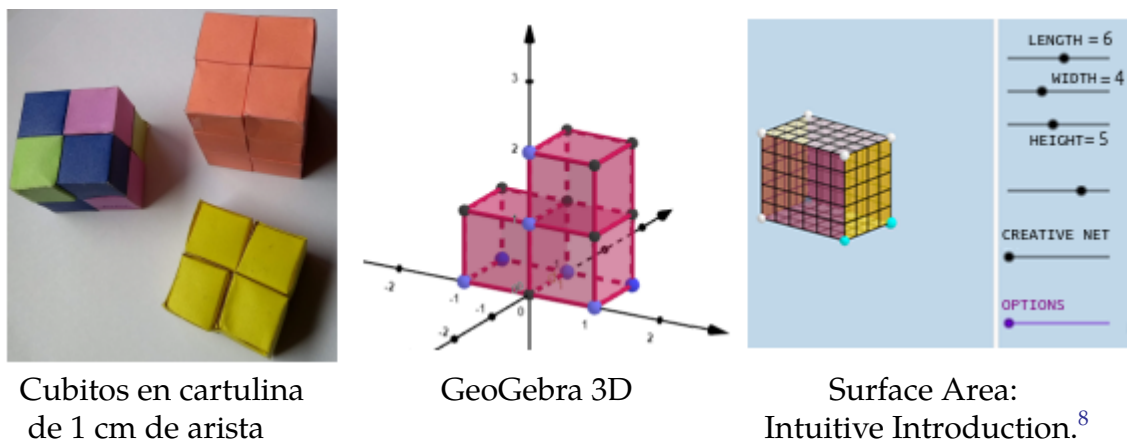 LENGTH = 6
WIDTH = 4
HEIGHT= 5
CREATIVE NET
OPTIONS
3
2
1
-2
-1
0
1
2
-1
-2
Cubitos en cartulina
de 1 cm de arista
GeoGebra 3D
Surface Area:
Intuitive Introduction.8